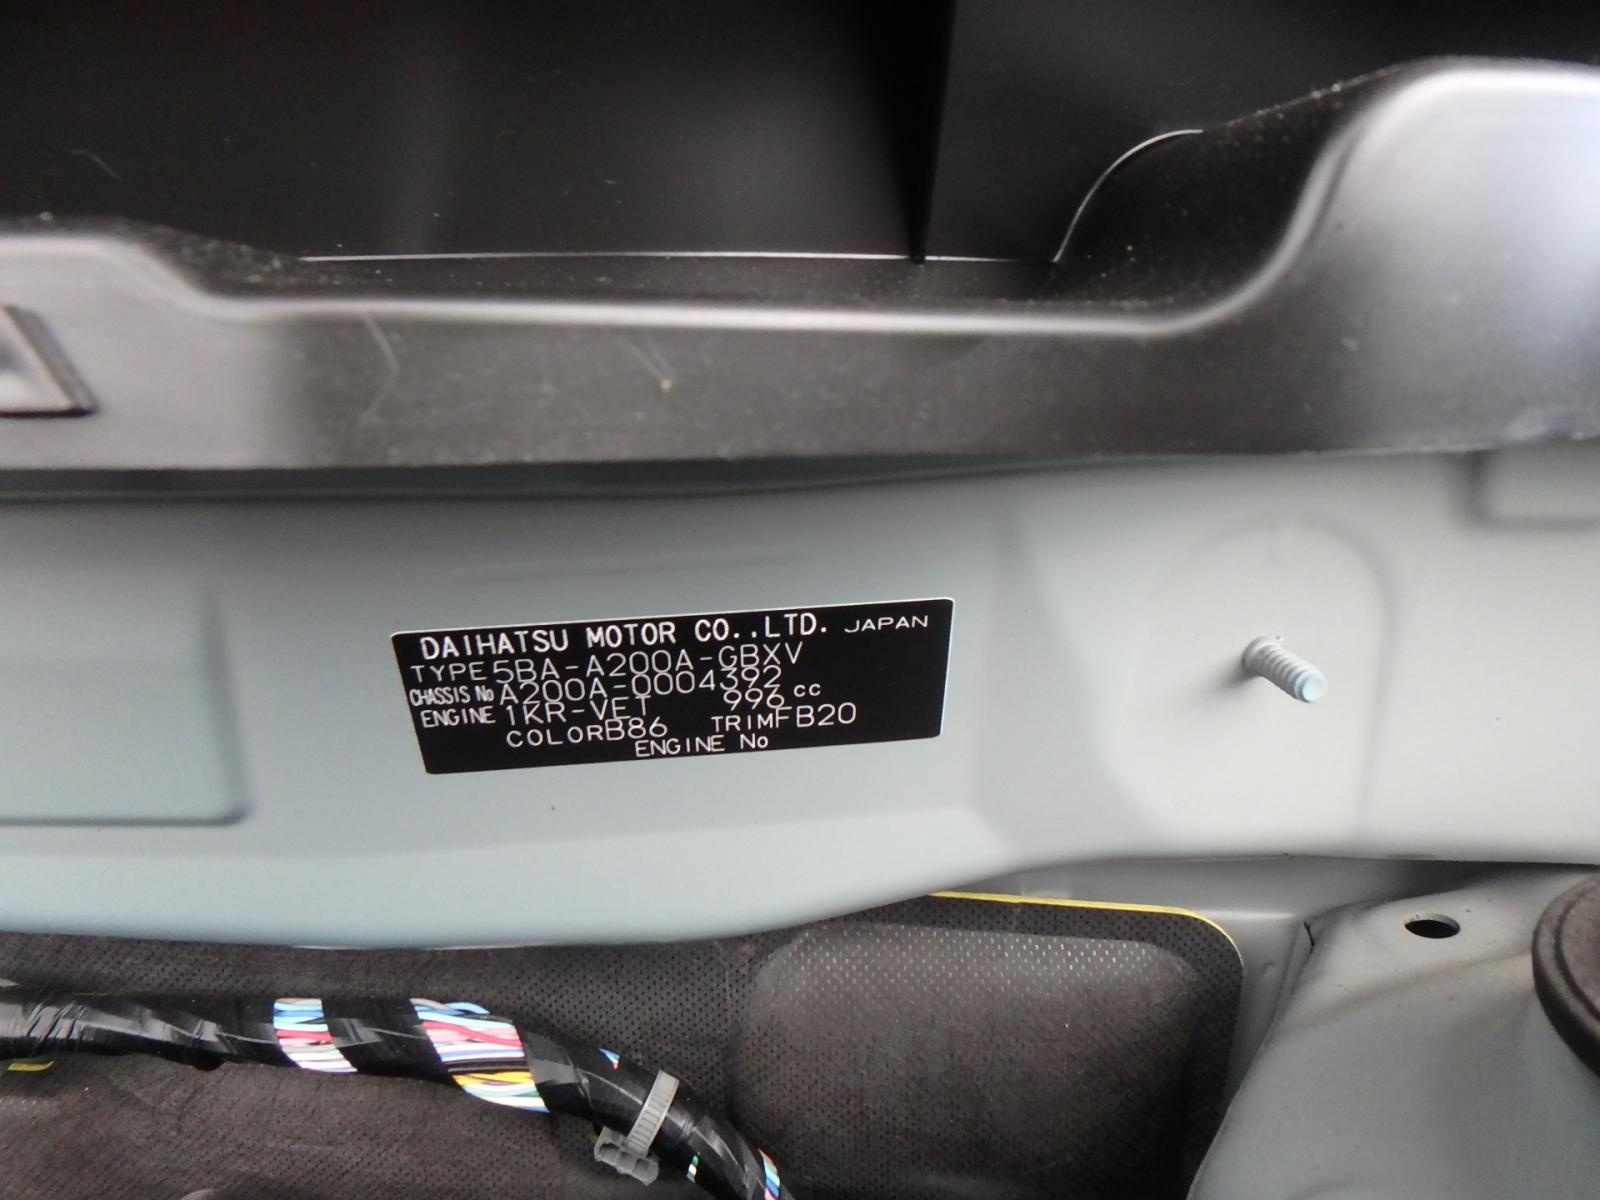 DAIHATSU MOTOR CO.,LTD. JAPAN
TYPE 5BA-A200A-GBXV
CHASSIS No A200A-0004392
ENGINE 1KR-VET 996 cc
COLOR B86 TRIM FB20
ENGINE No